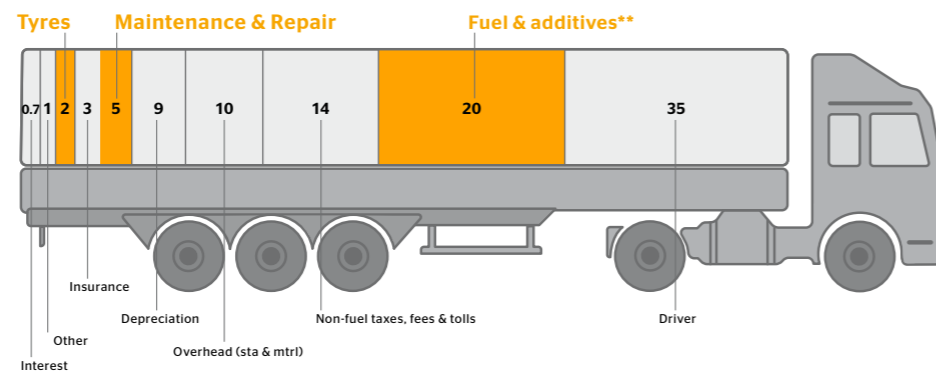 Tyres Maintenance & Repair Fuel & additives**
0.7 1 2 3 5 9 10 14 20 35
Insurance
Depreciation Non-fuel taxes, fees & tolls Driver
Other
Overhead (sta & mtrl)
Interest